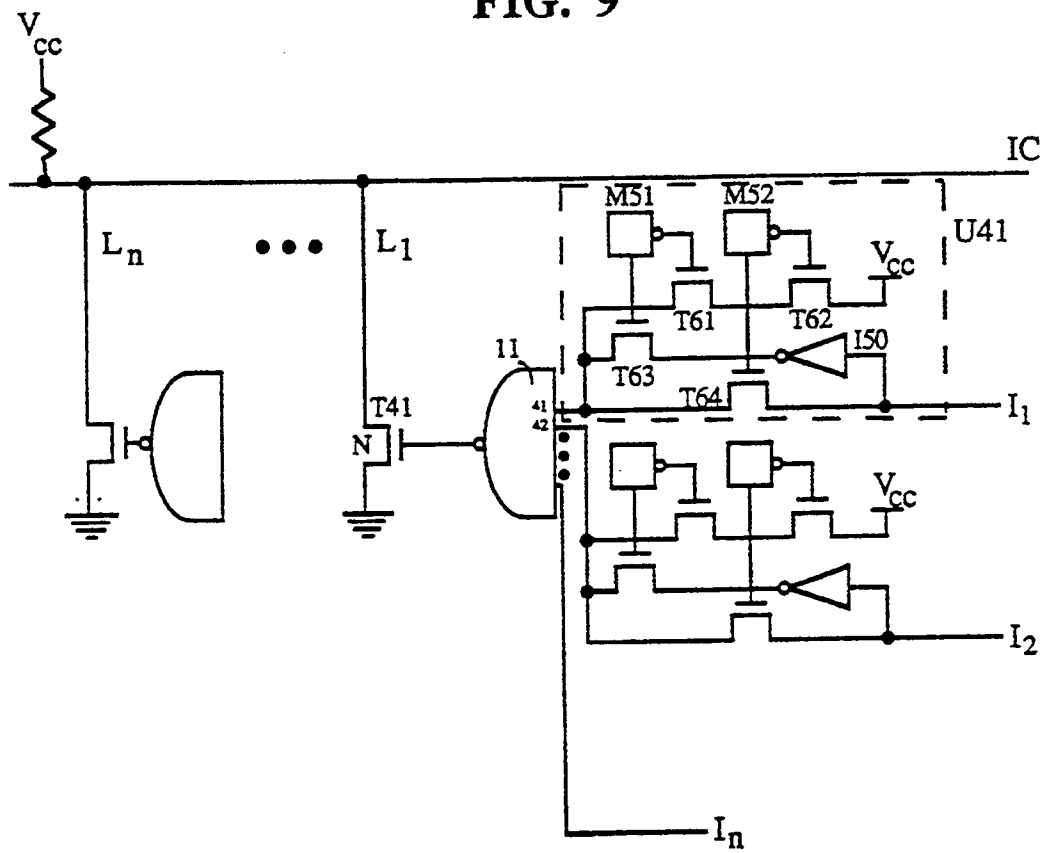 FIG. 9
VCC
IC
M51 M52
U41
Ln
L1
VCC
T61
T62
11
I50
T63
T41
41
T64
I1
42
N
VCC
I2
In